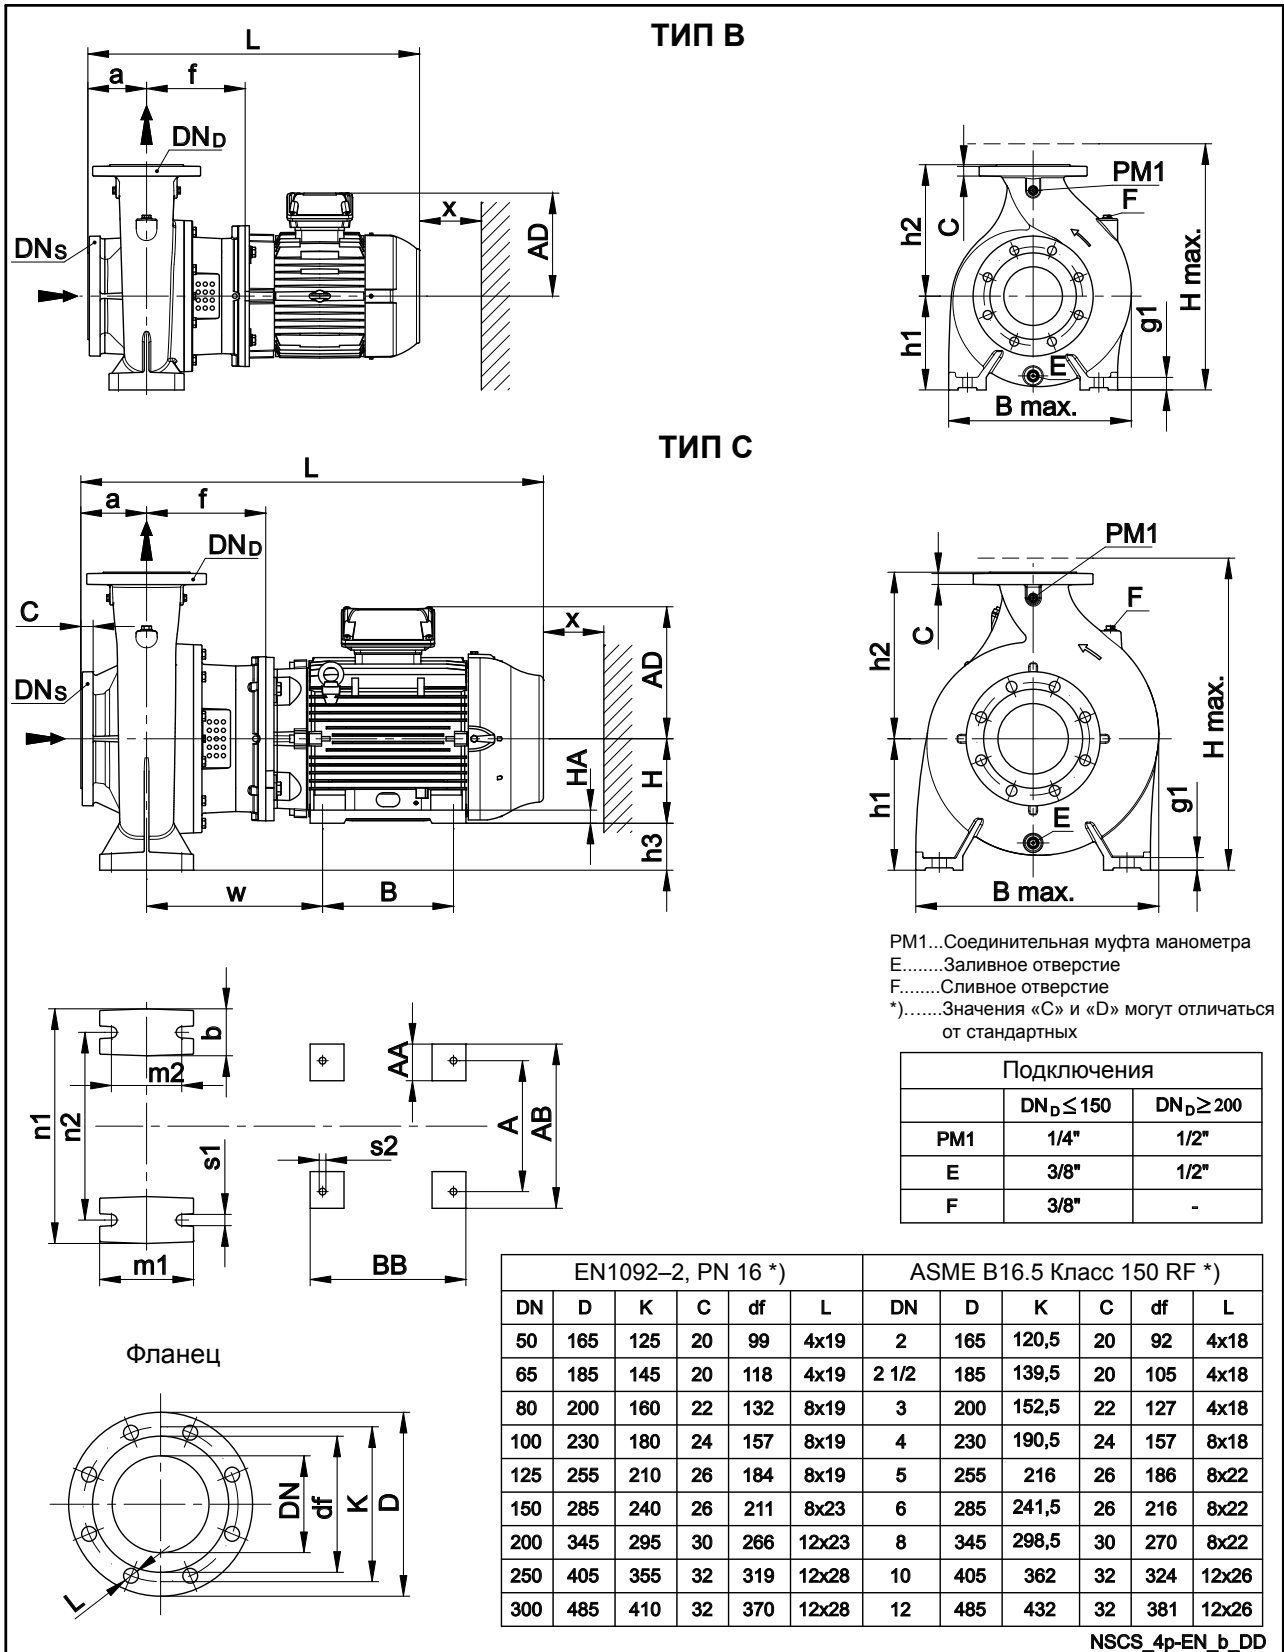 ТИП B
L
a
f
DND
DNs
x
AD
PM1
F
h2
C
H max.
g1
h1
E
B max.
ТИП C
L
a
f
DND
C
DNs
x
AD
HA
H
h3
w
B
PM1
F
h2
C
H max.
g1
h1
E
B max.
PM1...Соединительная муфта манометра
E........Заливное отверстие
F........Сливное отверстие
*).......Значения «C» и «D» могут отличаться
от стандартных
b
m2
n1
n2
s1
m1
AA
A
AB
s2
BB
Подключения
DND≤150 DND≥200
PM1 1/4" 1/2"
E 3/8" 1/2"
F 3/8" -
Фланец
DN
df
K
D
L
EN1092–2, PN 16 *) ASME B16.5 Класс 150 RF *)
DN D K C df L DN D K C df L
50 165 125 20 99 4x19 2 165 120,5 20 92 4x18
65 185 145 20 118 4x19 2 1/2 185 139,5 20 105 4x18
80 200 160 22 132 8x19 3 200 152,5 22 127 4x18
100 230 180 24 157 8x19 4 230 190,5 24 157 8x18
125 255 210 26 184 8x19 5 255 216 26 186 8x22
150 285 240 26 211 8x23 6 285 241,5 26 216 8x22
200 345 295 30 266 12x23 8 345 298,5 30 270 8x22
250 405 355 32 319 12x28 10 405 362 32 324 12x26
300 485 410 32 370 12x28 12 485 432 32 381 12x26
NSCS_4p-EN_b_DD